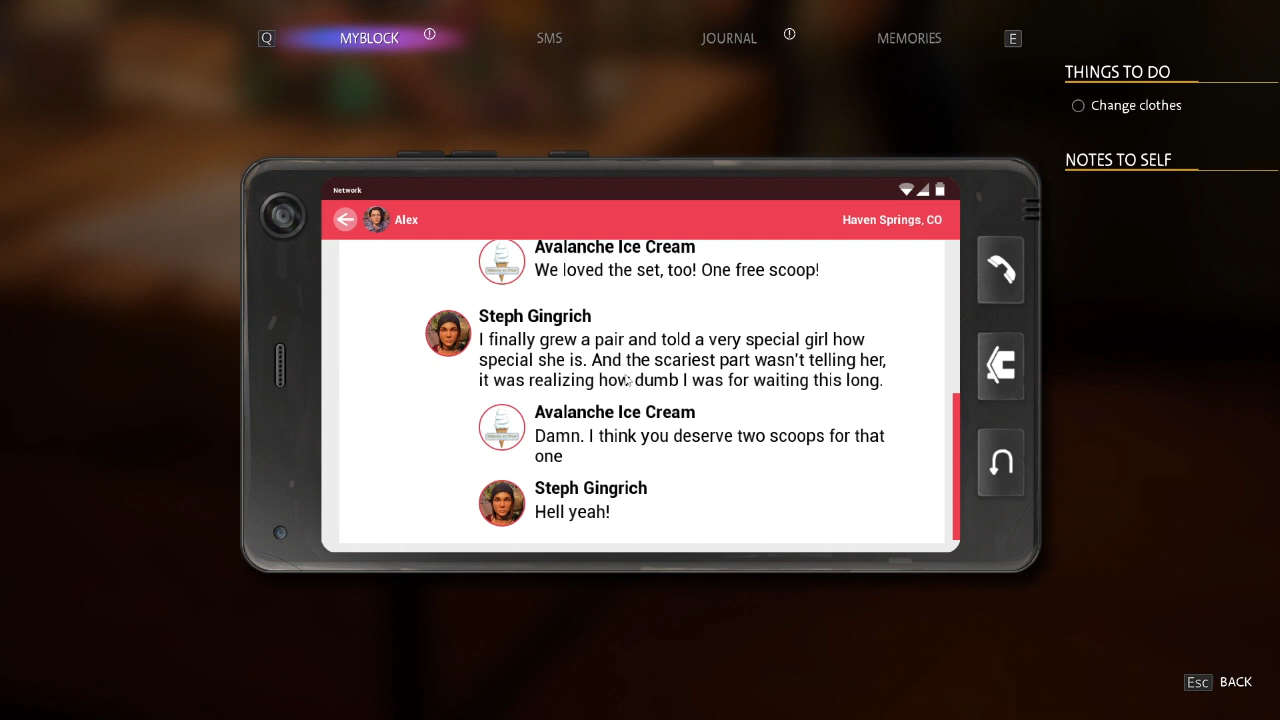 Q
MYBLOCK
SMS
JOURNAL
MEMORIES
E
THINGS TO DO
Change clothes
NOTES TO SELF
Network
Alex
Haven Springs, CO
Avalanche Ice Cream
We loved the set, too! One free scoop!
Steph Gingrich
I finally grew a pair and told a very special girl how
special she is. And the scariest part wasn't telling her,
it was realizing how dumb I was for waiting this long.
Avalanche Ice Cream
Damn. I think you deserve two scoops for that
one
Steph Gingrich
Hell yeah!
Esc BACK